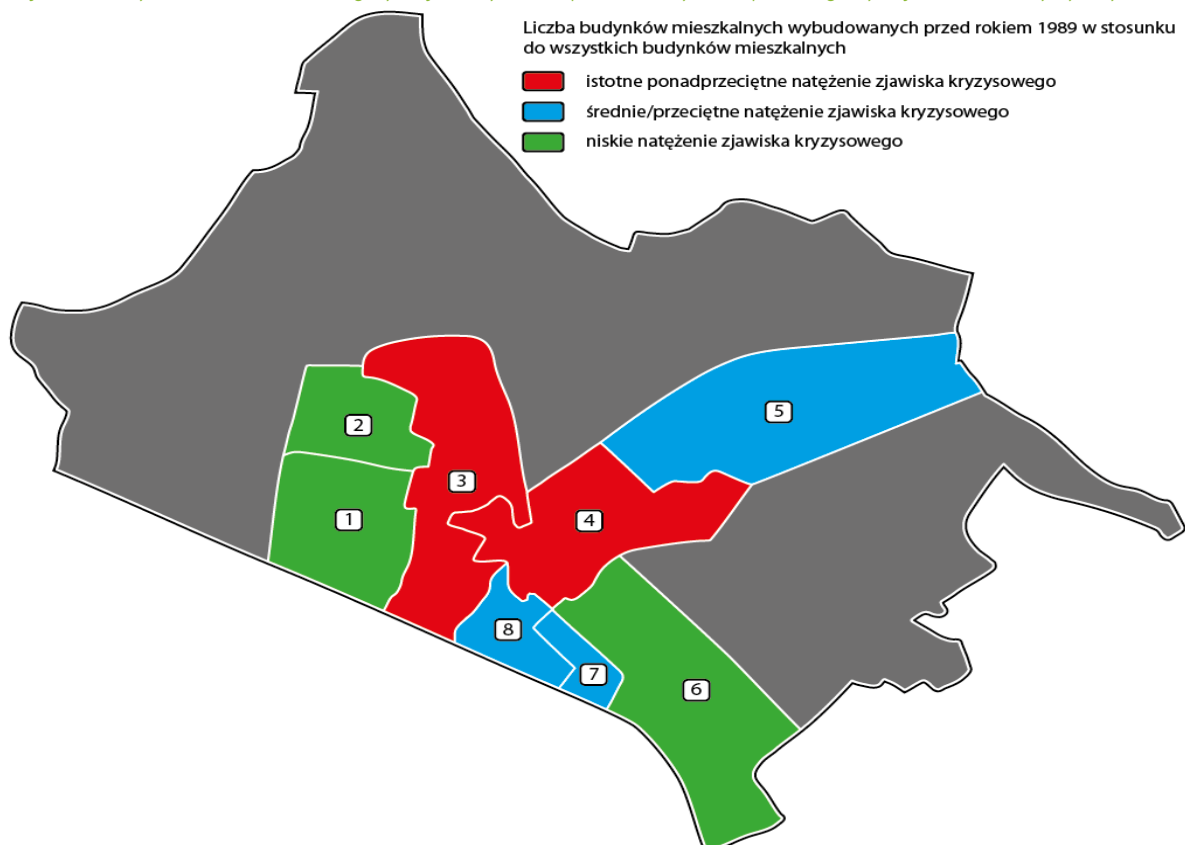 Liczba budynków mieszkalnych wybudowanych przed rokiem 1989 w stosunku
do wszystkich budynków mieszkalnych
istotne ponadprzeciętne natężenie zjawiska kryzysowego
średnie/przeciętne natężenie zjawiska kryzysowego
niskie natężenie zjawiska kryzysowego
5
2
3
1
4
8
7
6